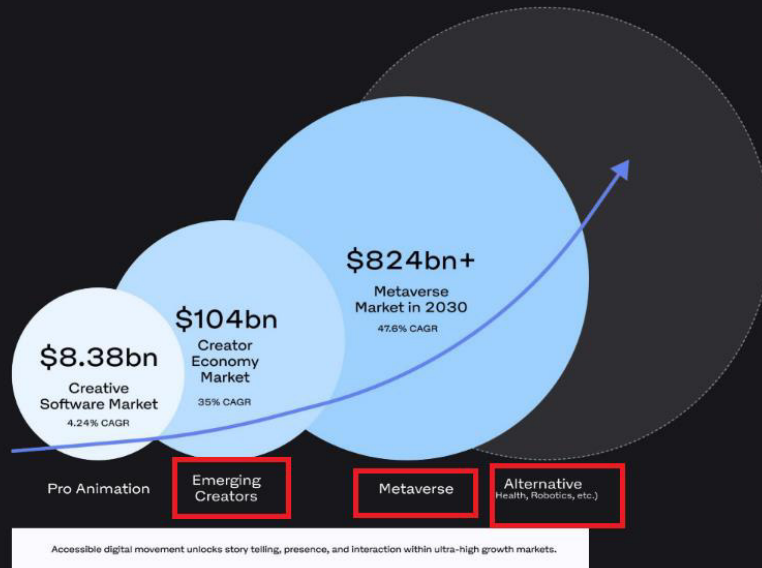 $8.38bn
Creative
Software Market
4.24% CAGR
$104bn
Creator
Economy
Market
35% CAGR
$824bn+
Metaverse
Market in 2030
47.6% CAGR
Pro Animation
Emerging
Creators
Metaverse
Alternative
Health, Robotics, etc.)
Accessible digital movement unlocks story telling, presence, and interaction within ultra-high growth markets.